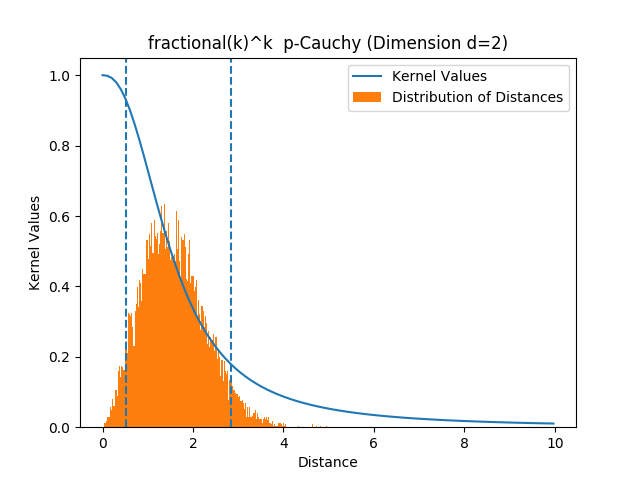 fractional(k)^k  p-Cauchy (Dimension d=2)
Kernel Values
Distribution of Distances
1.0
0.8
0.6
0.4
0.2
0.0
Kernel Values
0
2
4
6
8
10
Distance